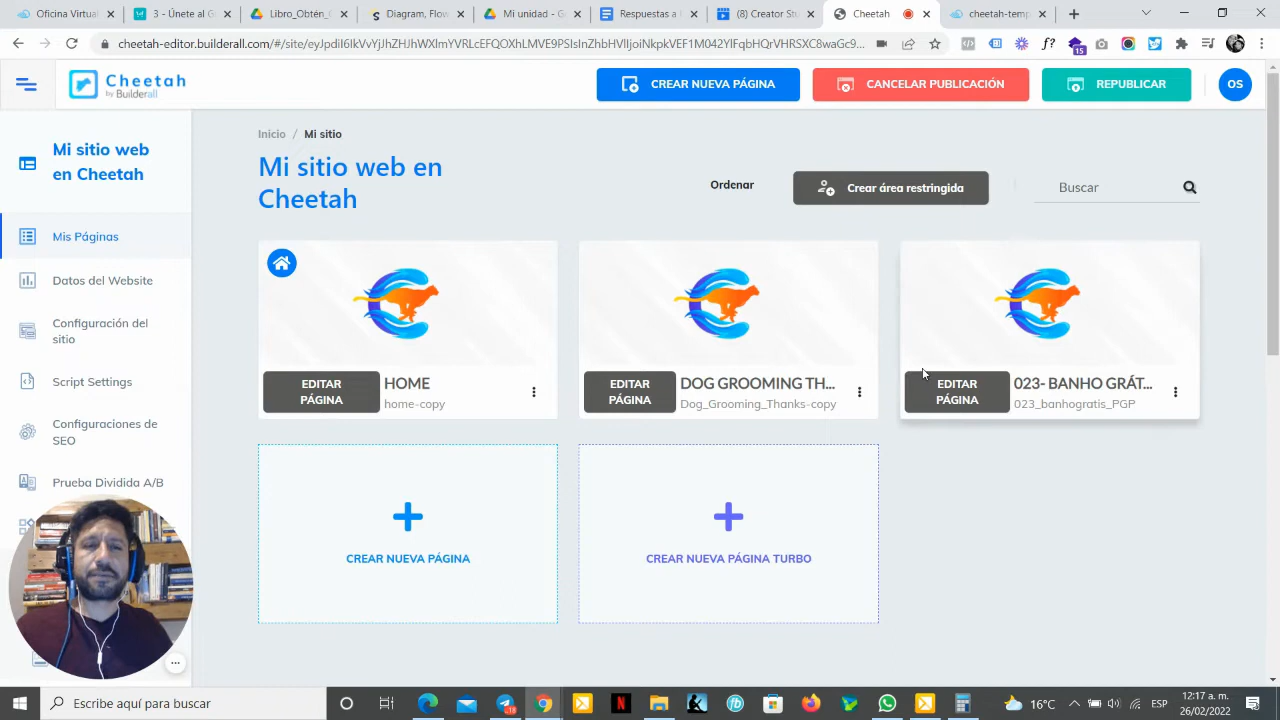 Oficina Virtual
3 - Únete al G
Libro_Obtén_
Diagram, Flow
Mi unidad - G
Respuestas a
(8) Creator Stu
Cheetah
cheetah-temp
cheetah-editor.builderall.com/#/site/
15
Cheetah
by Builderall
CREAR NUEVA PÁGINA
CANCELAR PUBLICACIÓN
REPUBLICAR
OS
Mi sitio web
en Cheetah
Mis Páginas
Datos del Website
Configuración del
sitio
Script Settings
Configuraciones de
SEO
Prueba Dividida A/B
Inicio / Mi sitio
Mi sitio web en
Cheetah
Ordenar
Crear área restringida
Buscar
EDITAR
PÁGINA
HOME
home-copy
EDITAR
PÁGINA
DOG GROOMING TH...
Dog_Grooming_Thanks-copy
EDITAR
PÁGINA
023- BANHO GRÁT...
023_banhogratis_PGP
CREAR NUEVA PÁGINA
CREAR NUEVA PÁGINA TURBO
Escribe aquí para buscar
16°C
ESP
12:17 a. m.
26/02/2022